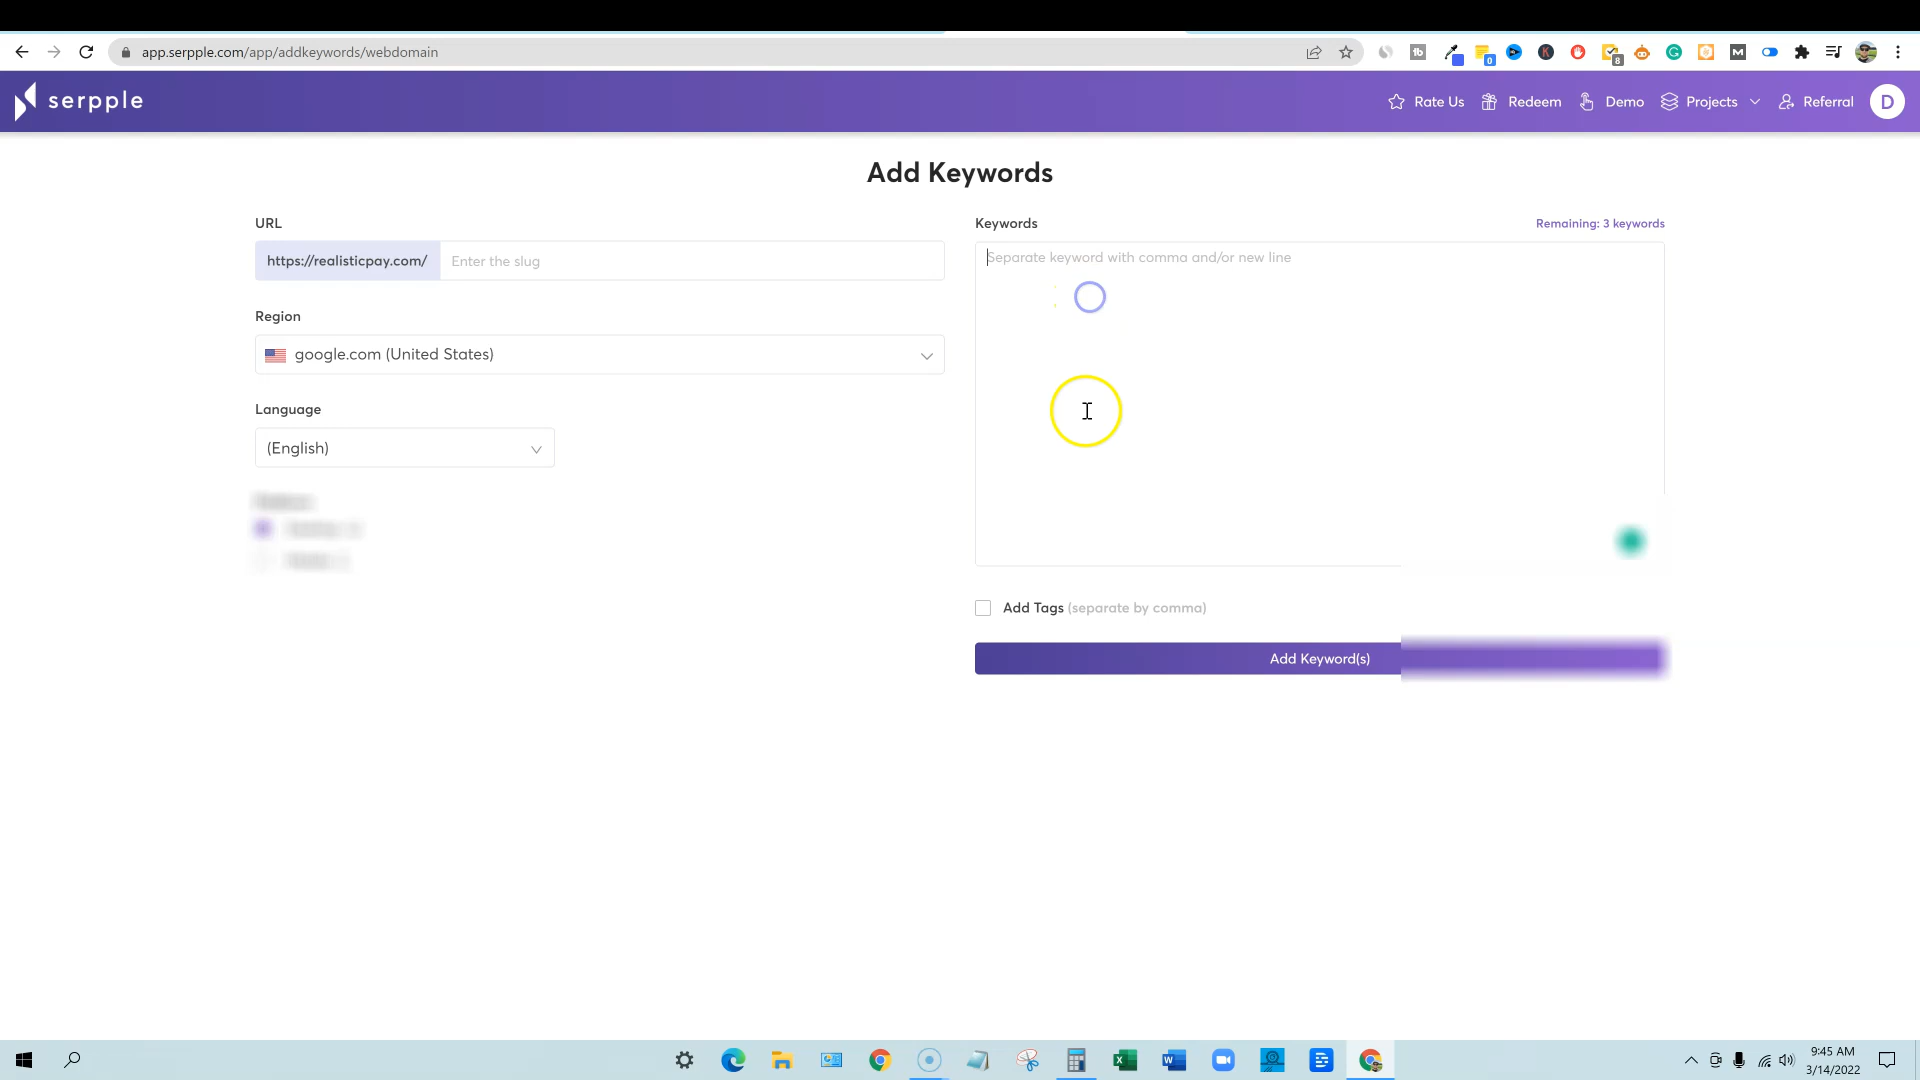 app.serpple.com/app/addkeywords/webdomain
0
8
serpple
Rate Us
Redeem
Demo
Projects
Referral
D
Add Keywords
URL
https://realisticpay.com/
Enter the slug
Region
google.com (United States)
Language
(English)
Keywords
Remaining: 3 keywords
Separate keyword with comma and/or new line
Add Tags (separate by comma)
Add Keyword(s)
9:45 AM
3/14/2022